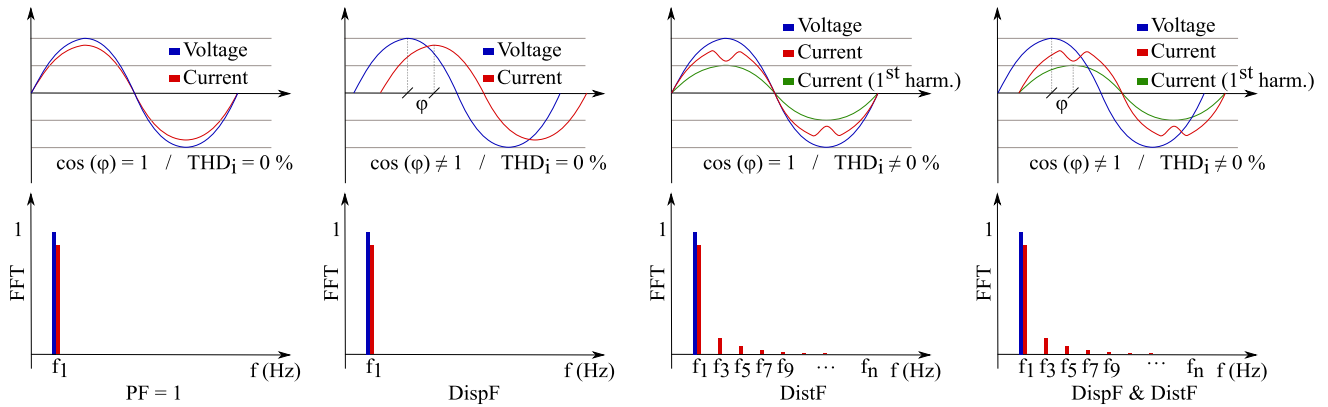 Voltage
Current
cos (φ) = 1 / THDi = 0 %
1
FFT
f1
f (Hz)
PF = 1
Voltage
Current
φ
cos (φ) ≠ 1 / THDi = 0 %
1
FFT
f1
f (Hz)
DispF
Voltage
Current
Current (1st harm.)
cos (φ) = 1 / THDi ≠ 0 %
1
FFT
f1 f3 f5 f7 f9 ... fn f (Hz)
DistF
Voltage
Current
Current (1st harm.)
φ
cos (φ) ≠ 1 / THDi ≠ 0 %
1
FFT
f1 f3 f5 f7 f9 ... fn f (Hz)
DispF & DistF